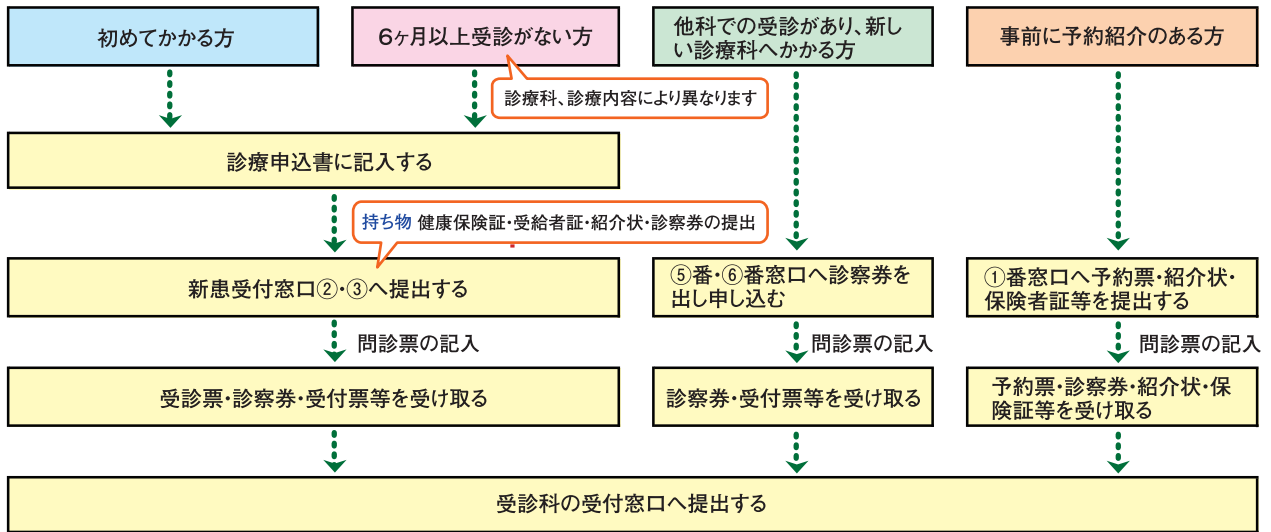 初めてかかる方
6ヶ月以上受診がない方
他科での受診があり、新し
い診療科へかかる方
事前に予約紹介のある方
診療科、診療内容により異なります
診療申込書に記入する
持ち物 健康保険証・受給者証・紹介状・診察券の提出
新患受付窓口②・③へ提出する
⑤番・⑥番窓口へ診察券を
出し申し込む
①番窓口へ予約票・紹介状・
保険者証等を提出する
問診票の記入
問診票の記入
問診票の記入
受診票・診察券・受付票等を受け取る
診察券・受付票等を受け取る
予約票・診察券・紹介状・保
険証等を受け取る
受診科の受付窓口へ提出する